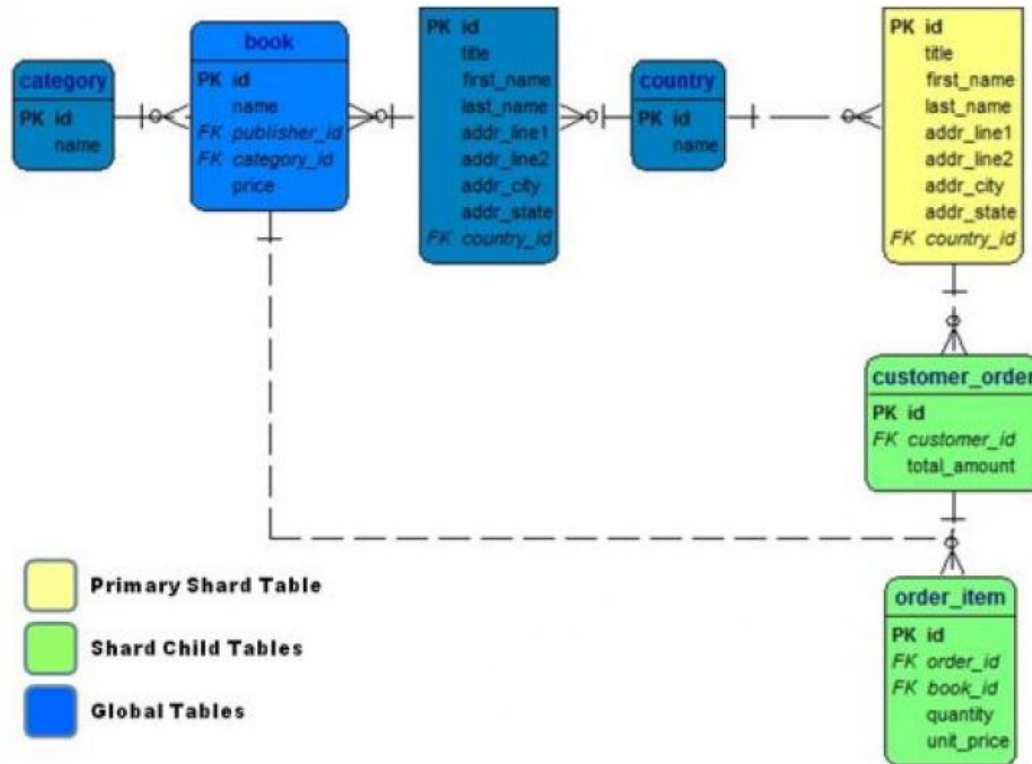 category
PK id
name
book
PK id
name
FK publisher_id
FK category_id
price
PK id
title
first_name
last_name
addr_line1
addr_line2
addr_city
addr_state
FK country_id
country
PK id
name
PK id
title
first_name
last_name
addr_line1
addr_line2
addr_city
addr_state
FK country_id
customer_order
PK id
FK customer_id
total_amount
order_item
PK id
FK order_id
FK book_id
quantity
unit_price
Primary Shard Table
Shard Child Tables
Global Tables